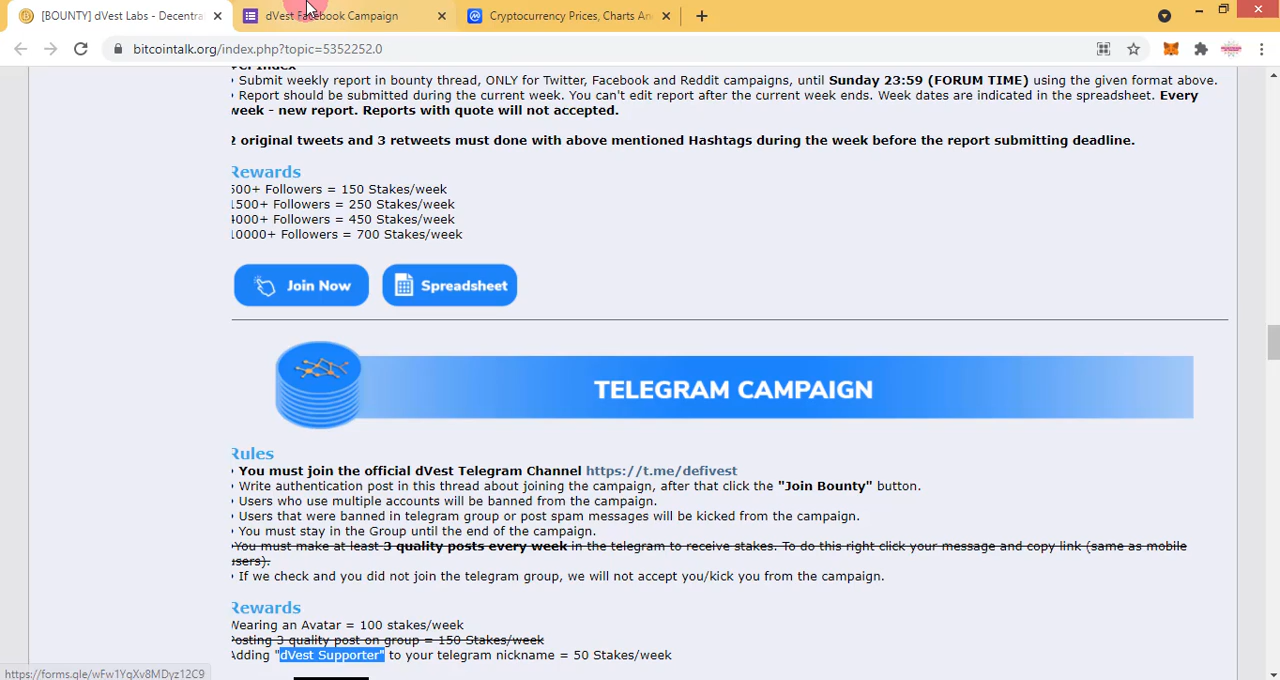 [BOUNTY] dVest Labs - Decentra
dVest Facebook Campaign
Cryptocurrency Prices, Charts An
bitcointalk.org/index.php?topic=5352252.0
• Submit weekly report in bounty thread, ONLY for Twitter, Facebook and Reddit campaigns, until Sunday 23:59 (FORUM TIME) using the given format above.
• Report should be submitted during the current week. You can't edit report after the current week ends. Week dates are indicated in the spreadsheet. Every
week - new report. Reports with quote will not accepted.
2 original tweets and 3 retweets must done with above mentioned Hashtags during the week before the report submitting deadline.
Rewards
500+ Followers = 150 Stakes/week
1500+ Followers = 250 Stakes/week
4000+ Followers = 450 Stakes/week
10000+ Followers = 700 Stakes/week
Join Now
Spreadsheet
TELEGRAM CAMPAIGN
Rules
• You must join the official dVest Telegram Channel https://t.me/defivest
• Write authentication post in this thread about joining the campaign, after that click the "Join Bounty" button.
• Users who use multiple accounts will be banned from the campaign.
• Users that were banned in telegram group or post spam messages will be kicked from the campaign.
• You must stay in the Group until the end of the campaign.
•You must make at least 3 quality posts every week in the telegram to receive stakes. To do this right click your message and copy link (same as mobile
users).
• If we check and you did not join the telegram group, we will not accept you/kick you from the campaign.
Rewards
Wearing an Avatar = 100 stakes/week
Posting 3 quality post on group = 150 Stakes/week
Adding "dVest Supporter" to your telegram nickname = 50 Stakes/week
https://forms.gle/wFw1YqXv8MDyz12C9